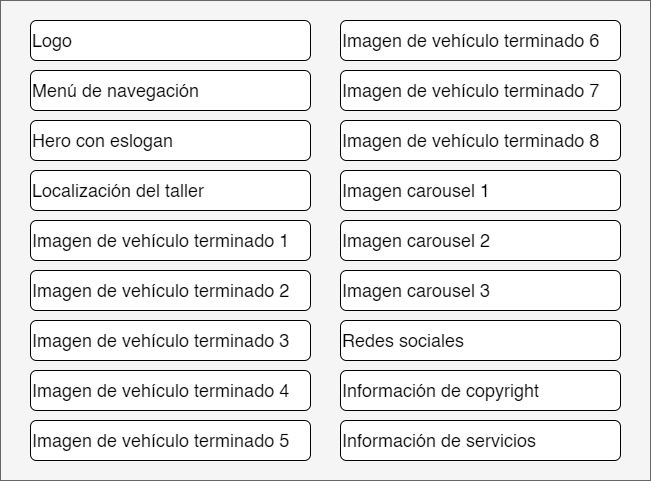 Logo
Menú de navegación
Hero con eslogan
Localización del taller
Imagen de vehículo terminado 1
Imagen de vehículo terminado 2
Imagen de vehículo terminado 3
Imagen de vehículo terminado 4
Imagen de vehículo terminado 5
Imagen de vehículo terminado 6
Imagen de vehículo terminado 7
Imagen de vehículo terminado 8
Imagen carousel 1
Imagen carousel 2
Imagen carousel 3
Redes sociales
Información de copyright
Información de servicios